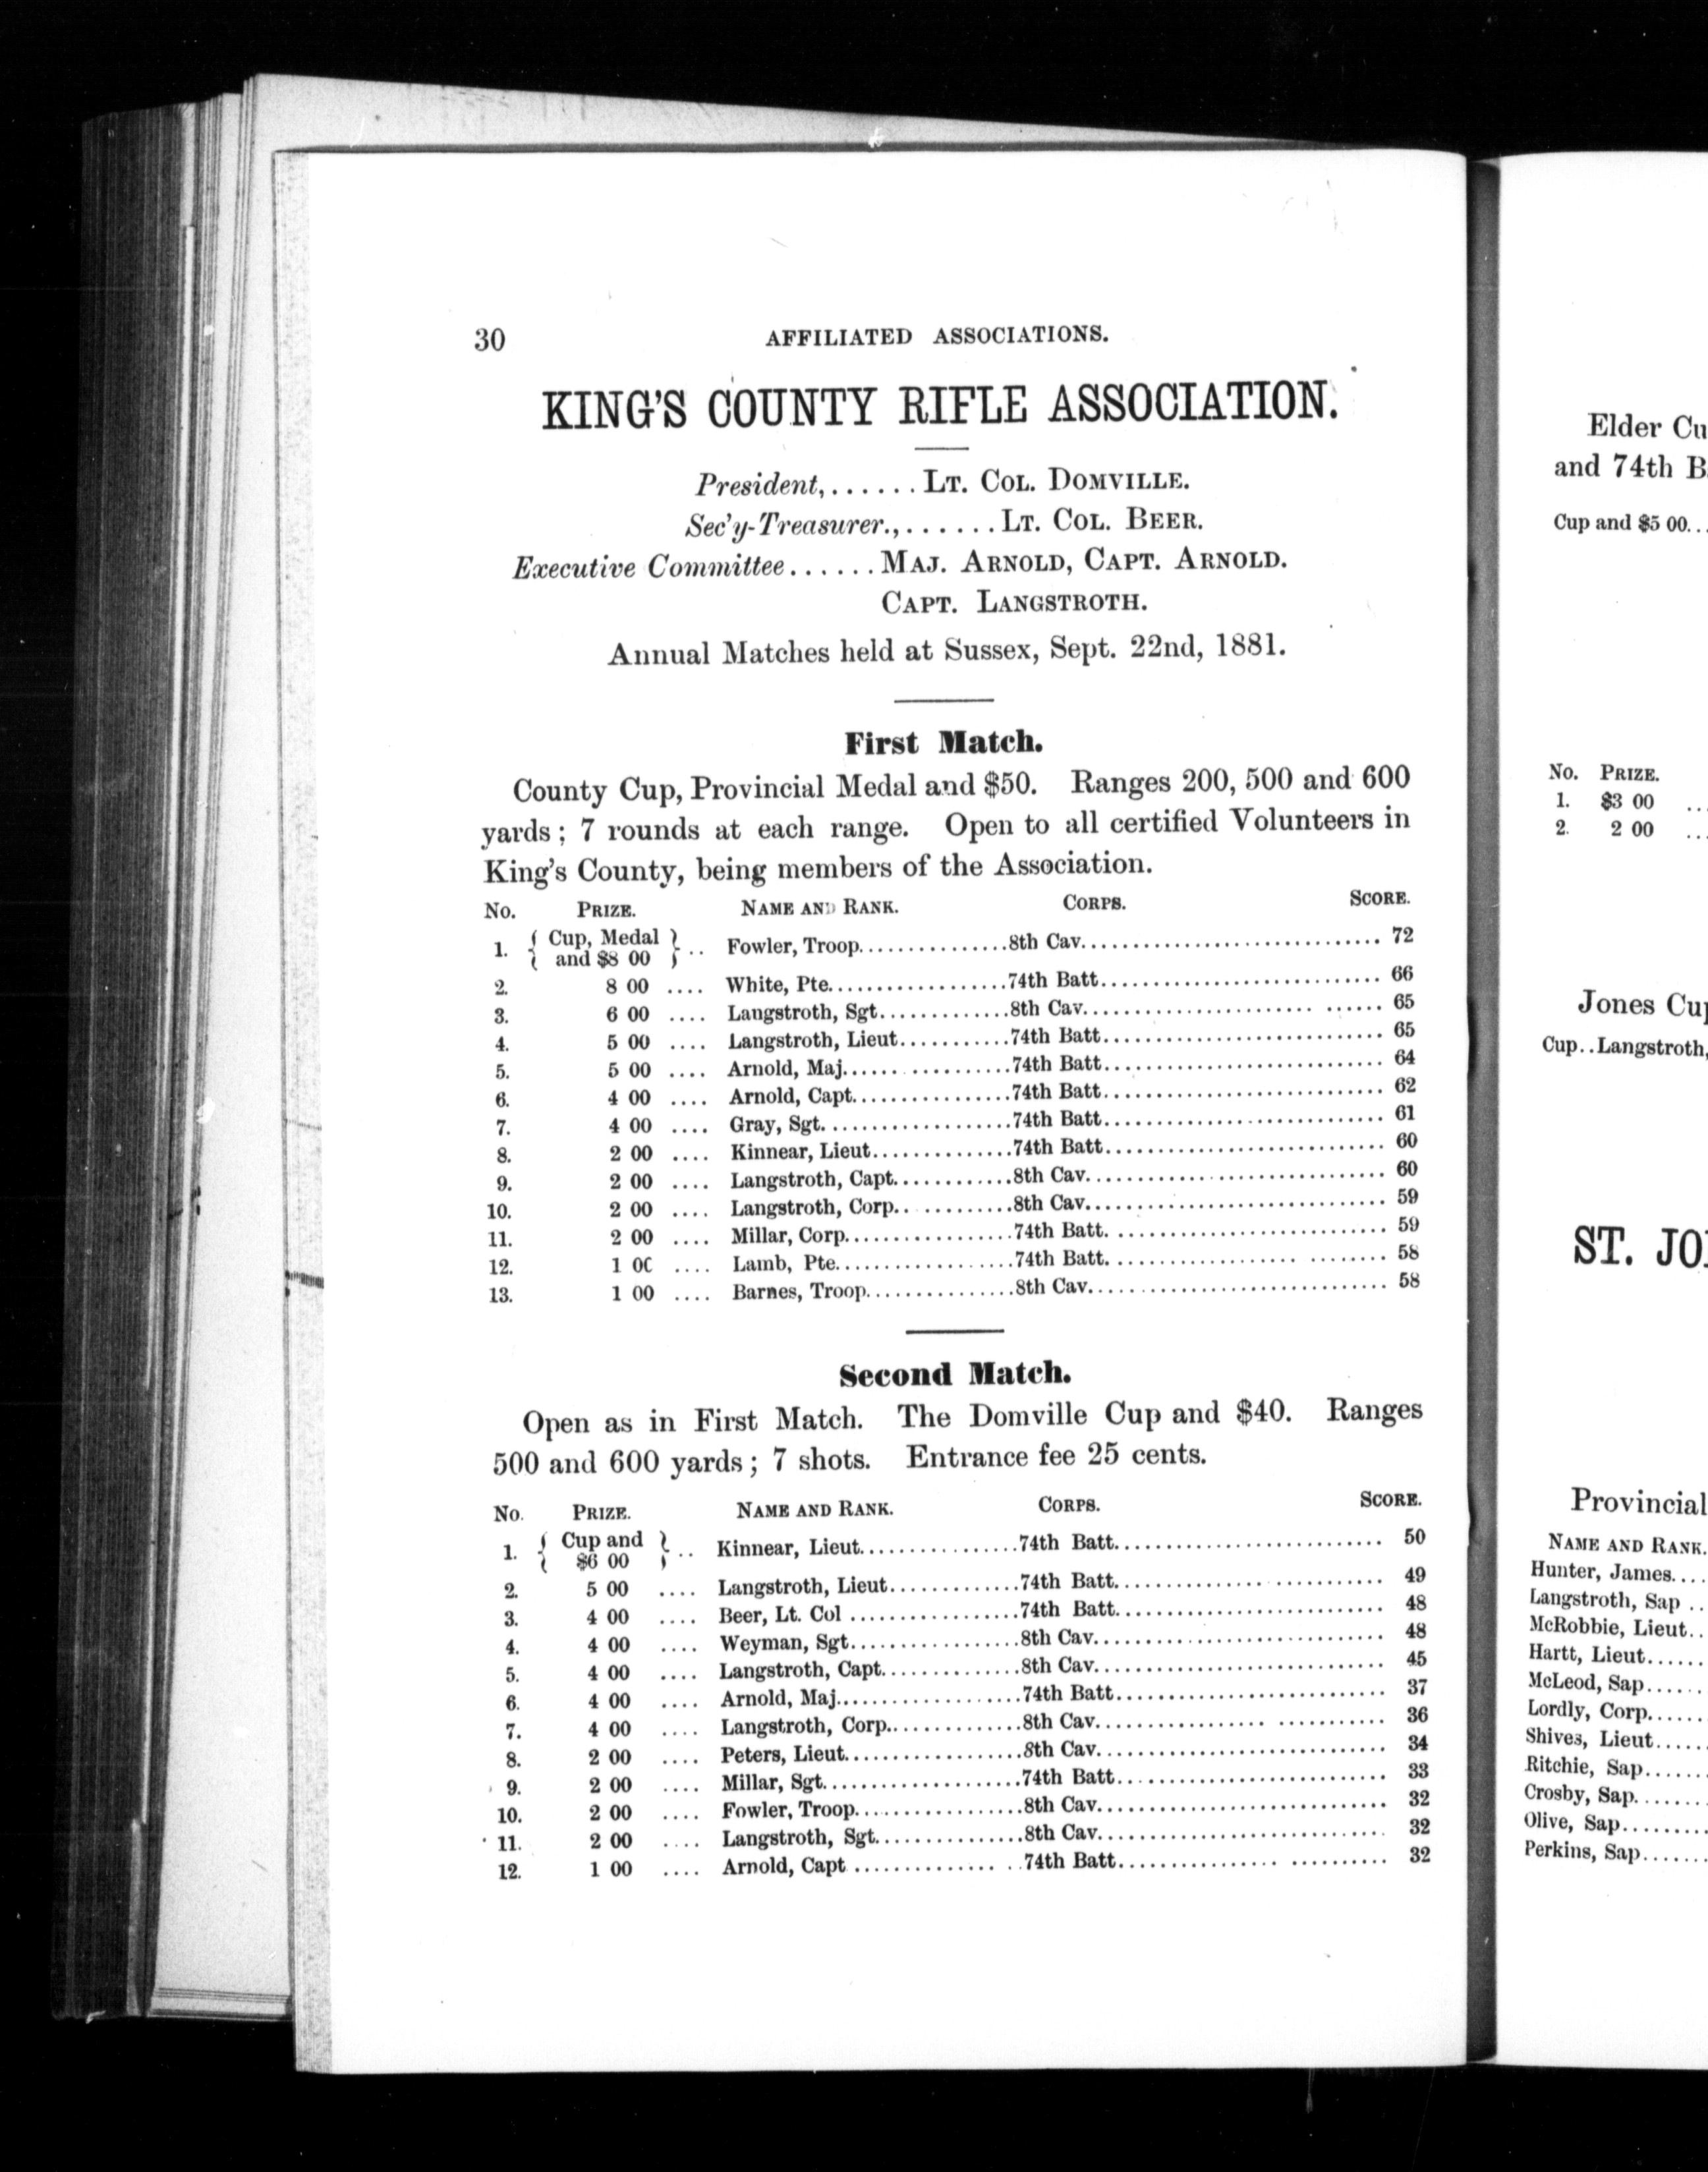 30 AFFILIATED ASSOCIATIONS.
KING'S COUNTY RIFLE ASSOCIATION.
President,......LT. COL. DOMVILLE.
Sec'y-Treasurer.,......LT. COL. BEER.
Executive Committee......MAJ. ARNOLD, CAPT. ARNOLD.
CAPT. LANGSTROTH.
Annual Matches held at Sussex, Sept. 22nd, 1881.
First Match.
County Cup, Provincial Medal and $50. Ranges 200, 500 and 600
yards; 7 rounds at each range. Open to all certified Volunteers in
King's County, being members of the Association.
No. PRIZE. NAME AND RANK. CORPS. SCORE.
1. { Cup, Medal and $8 00 } .. Fowler, Troop...............8th Cav.............................. 72
2. 8 00 .... White, Pte..................74th Batt............................ 66
3. 6 00 .... Langstroth, Sgt.............8th Cav............................. 65
4. 5 00 .... Langstroth, Lieut...........74th Batt............................ 65
5. 5 00 .... Arnold, Maj.................74th Batt............................ 64
6. 4 00 .... Arnold, Capt................74th Batt............................ 62
7. 4 00 .... Gray, Sgt...................74th Batt............................ 61
8. 2 00 .... Kinnear, Lieut..............74th Batt............................ 60
9. 2 00 .... Langstroth, Capt............8th Cav.............................. 60
10. 2 00 .... Langstroth, Corp............8th Cav.............................. 59
11. 2 00 .... Millar, Corp.................74th Batt............................ 59
12. 1 0C .... Lamb, Pte..................74th Batt............................ 58
13. 1 00 .... Barnes, Troop...............8th Cav.............................. 58
Second Match.
Open as in First Match. The Domville Cup and $40. Ranges
500 and 600 yards; 7 shots. Entrance fee 25 cents.
No. PRIZE. NAME AND RANK. CORPS. SCORE.
1. { Cup and $6 00 } .. Kinnear, Lieut................74th Batt........................... 50
2. 5 00 .... Langstroth, Lieut.............74th Batt........................... 49
3. 4 00 .... Beer, Lt. Col .................74th Batt........................... 48
4. 4 00 .... Weyman, Sgt.................8th Cav............................. 48
5. 4 00 .... Langstroth, Capt..............8th Cav............................. 45
6. 4 00 .... Arnold, Maj...................74th Batt........................... 37
7. 4 00 .... Langstroth, Corp..............8th Cav............................. 36
8. 2 00 .... Peters, Lieut..................8th Cav............................. 34
9. 2 00 .... Millar, Sgt....................74th Batt........................... 33
10. 2 00 .... Fowler, Troop.................8th Cav............................. 32
11. 2 00 .... Langstroth, Sgt...............8th Cav............................. 32
12. 1 00 .... Arnold, Capt .................74th Batt........................... 32
Elder
and 74th
Cup and $5 00...
No. PRIZE.
1. $3 00 ..
2. 2 00 ...
Jones
Cup..Langstroth,
ST.
Provincial
NAME AND RANK.
Hunter, James....
Langstroth, Sap ..
McRobbie, Lieut..
Hartt, Lieut......
McLeod, Sap......
Lordly, Corp......
Shives, Lieut.....
Ritchie, Sap......
Crosby, Sap.......
Olive, Sap........
Perkins, Sap......